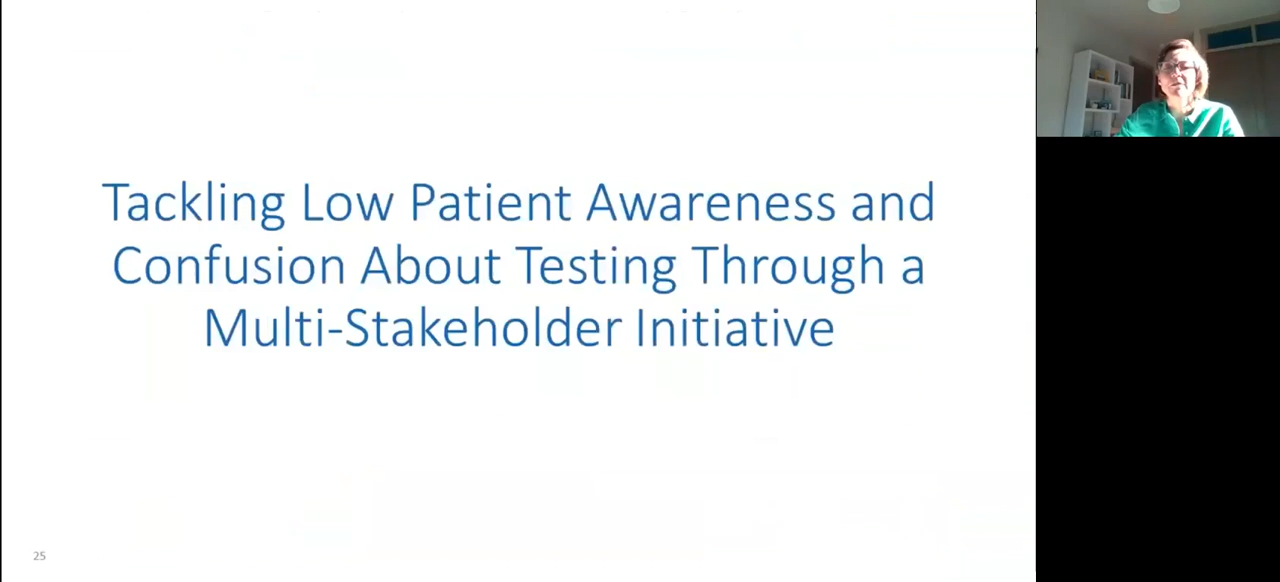 Tackling Low Patient Awareness and
Confusion About Testing Through a
Multi-Stakeholder Initiative
25